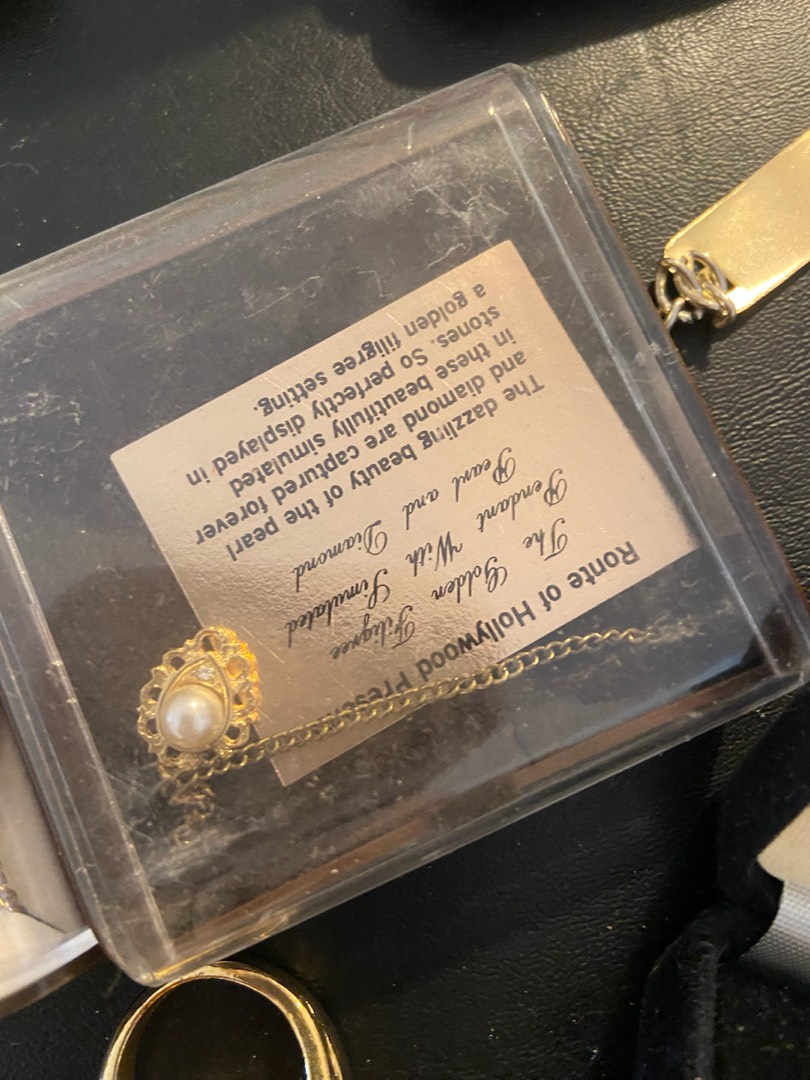 Ronte of Hollywood
The Golden Filigree
Pendant With Simulated
Pearl and Diamond
The dazzling beauty of the pearl
and diamond are captured forever
in these beautifully simulated
stones. So perfectly displayed in
a golden filigree setting.